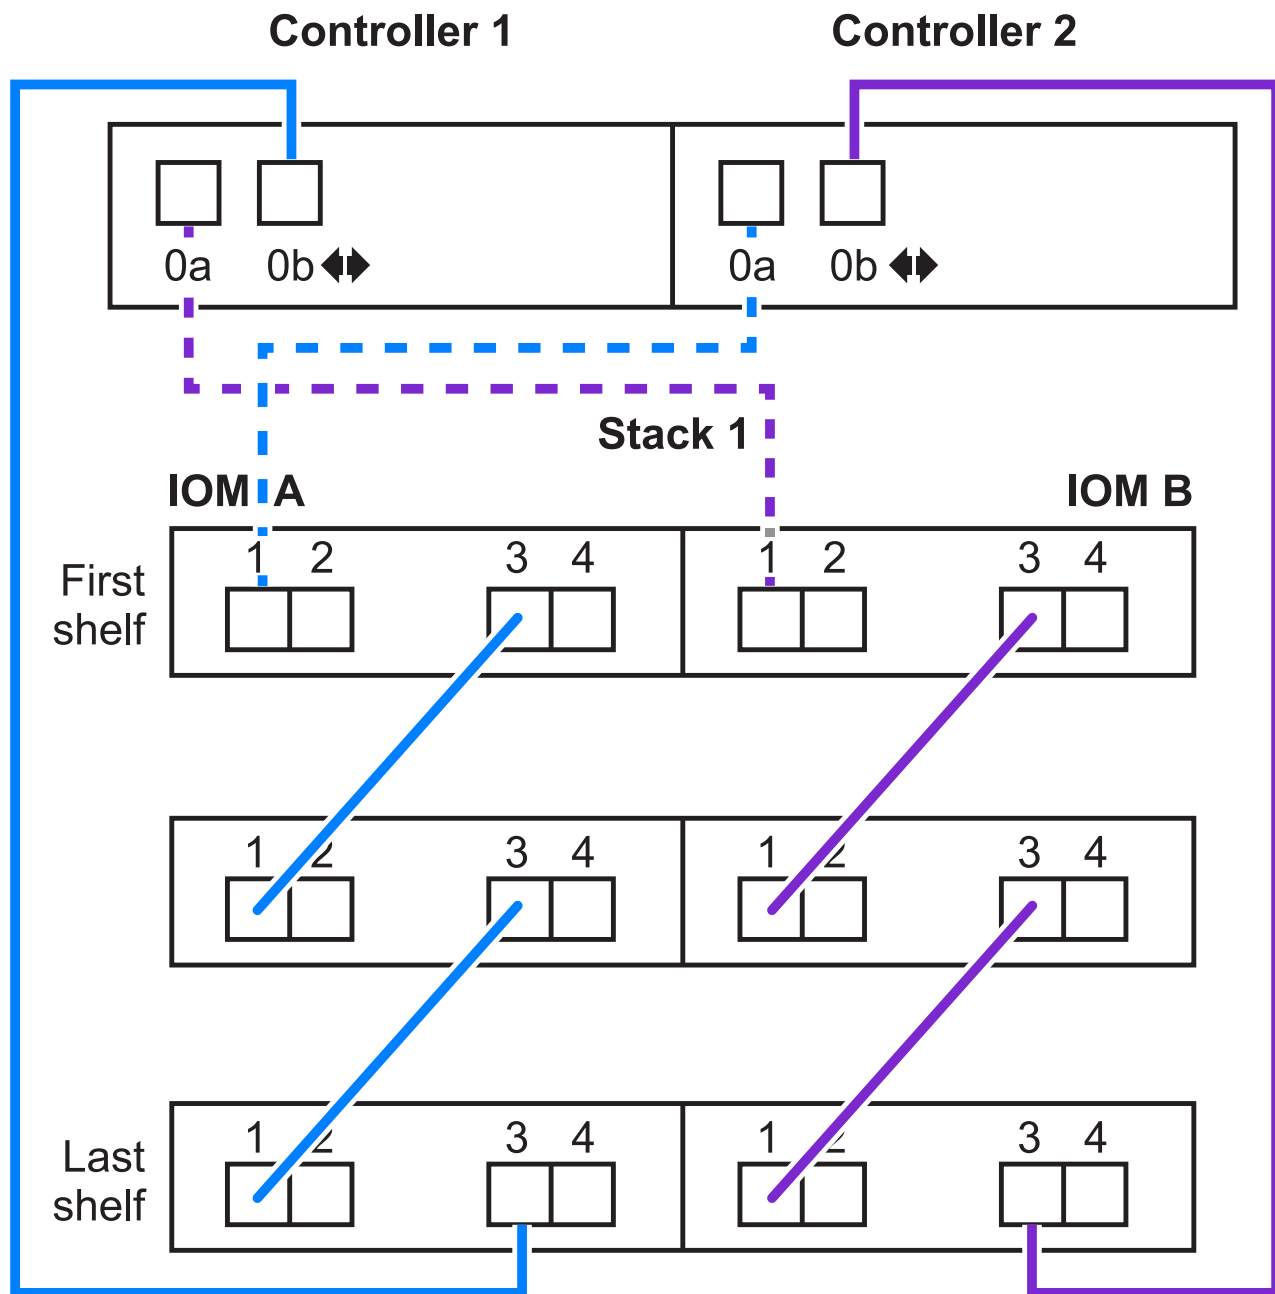 Controller 1 Controller 2
0a 0b 0a 0b
Stack 1
IOM A IOM B
First shelf
1 2 3 4 1 2 3 4
1 2 3 4 1 2 3 4
Last shelf
1 2 3 4 1 2 3 4